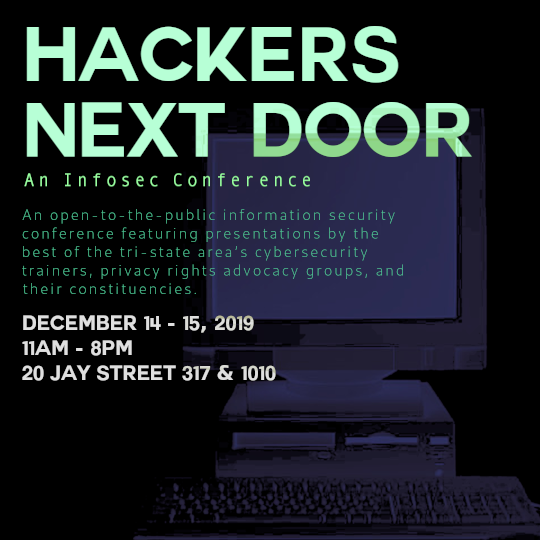 HACKERS
NEXT DOOR
An Infosec Conference
An open-to-the-public information security
conference featuring presentations by the
best of the tri-state area's cybersecurity
trainers, privacy rights advocacy groups, and
their constituencies.
DECEMBER 14 - 15, 2019
11AM - 8PM
20 JAY STREET 317 & 1010